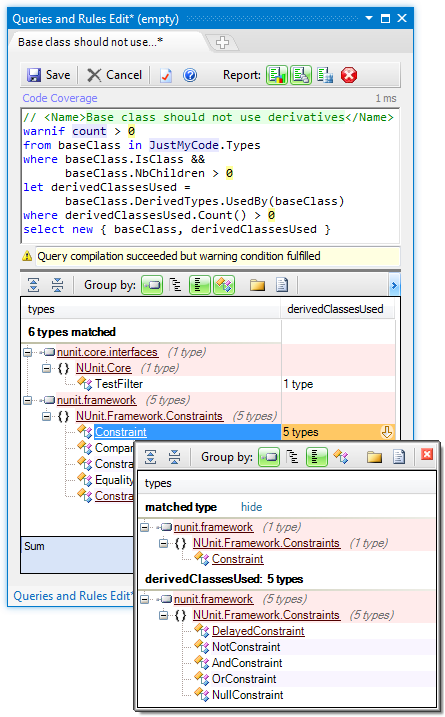 Queries and Rules Edit* (empty)
Base class should not use...*
Save Cancel Report:
Code Coverage 1 ms
// <Name>Base class should not use derivatives</Name>
warnif count > 0
from baseClass in JustMyCode.Types
where baseClass.IsClass &&
baseClass.NbChildren > 0
let derivedClassesUsed =
baseClass.DerivedTypes.UsedBy(baseClass)
where derivedClassesUsed.Count() > 0
select new { baseClass, derivedClassesUsed }
Query compilation succeeded but warning condition fulfilled
Group by:
types derivedClassesUsed
6 types matched
nunit.core.interfaces (1 type)
{} NUnit.Core (1 type)
TestFilter 1 type
nunit.framework (5 types)
{} NUnit.Framework.Constraints (5 types)
Constraint 5 types
Compar
Constra
Equality
Constra
Sum
Queries and Rules Edit*
Group by:
types
matched type hide
nunit.framework (1 type)
{} NUnit.Framework.Constraints (1 type)
Constraint
derivedClassesUsed: 5 types
nunit.framework (5 types)
{} NUnit.Framework.Constraints (5 types)
DelayedConstraint
NotConstraint
AndConstraint
OrConstraint
NullConstraint